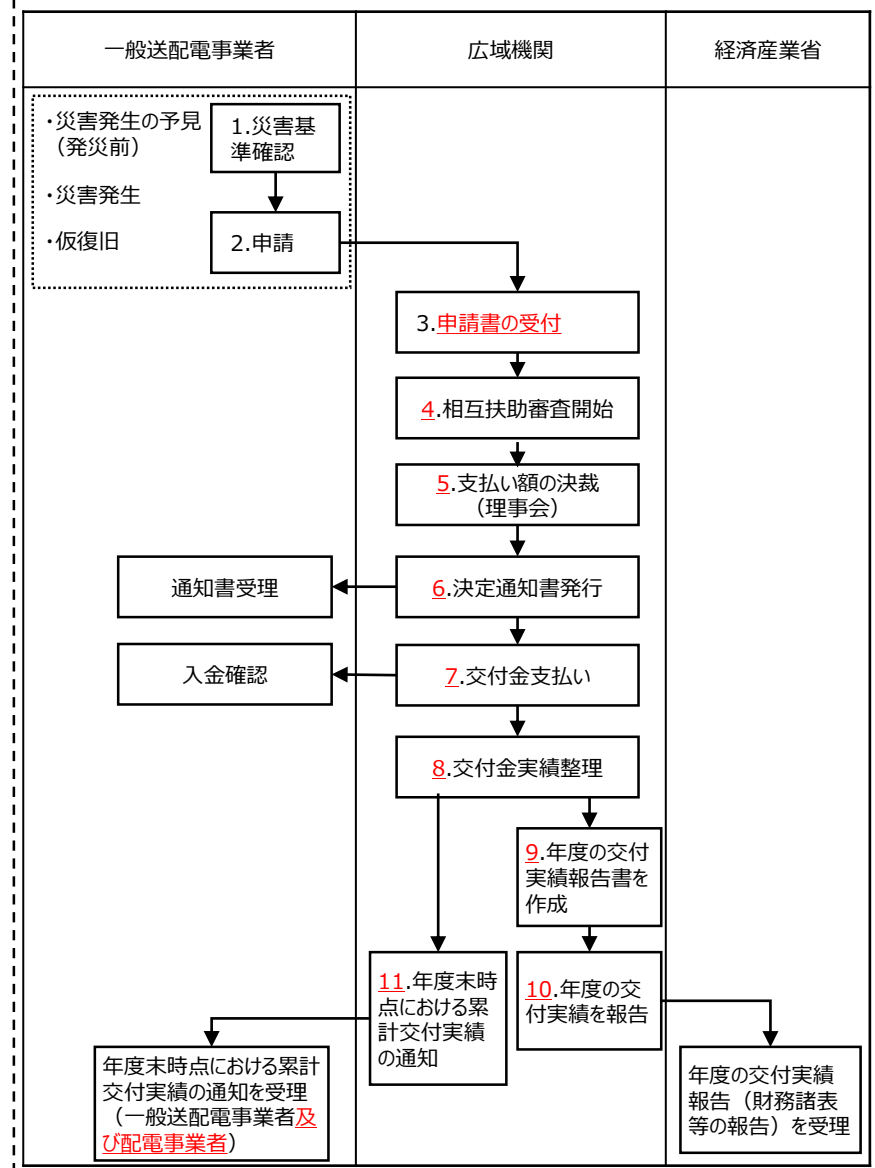 一般送配電事業者
広域機関
経済産業省
・災害発生の予見
（発災前）
・災害発生
・仮復旧
1.災害基
準確認
2.申請
3.申請書の受付
4.相互扶助審査開始
5.支払い額の決裁
（理事会）
6.決定通知書発行
通知書受理
7.交付金支払い
入金確認
8.交付金実績整理
9.年度の交付
実績報告書を
作成
10.年度の交
付実績を報告
11.年度末時
点における累
計交付実績
の通知
年度末時点における累計
交付実績の通知を受理
（一般送配電事業者及
び配電事業者）
年度の交付実績
報告（財務諸表
等の報告）を受理